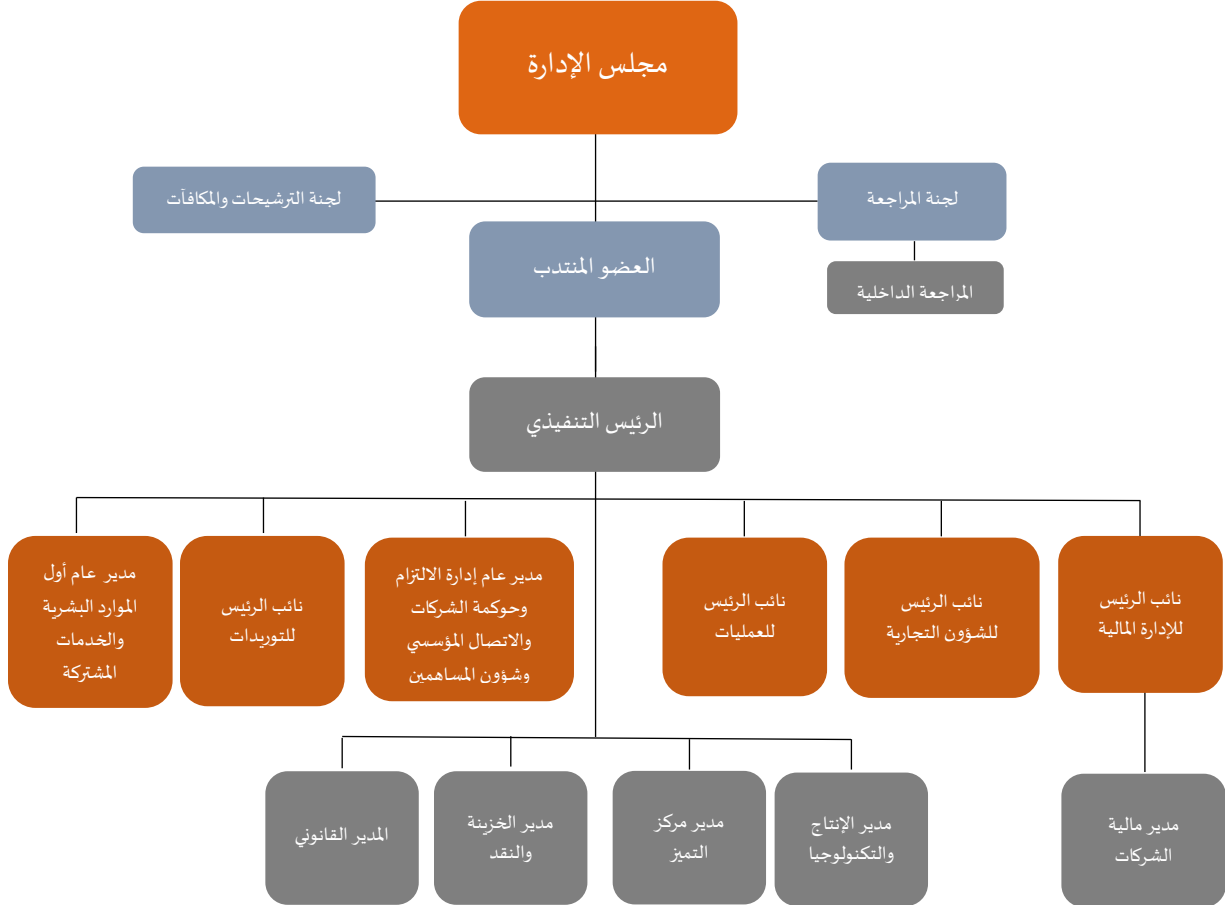 مجلس الإدارة
لجنة المراجعة
لجنة الترشيحات والمكافآت
العضو المنتدب
المراجعة الداخلية
الرئيس التنفيذي
نائب الرئيس
للإدارة المالية
نائب الرئيس
للشؤون التجارية
نائب الرئيس
للعمليات
مدير عام إدارة الالتزام
وحوكمة الشركات
والاتصال المؤسسي
وشؤون المساهمين
نائب الرئيس
للتوريدات
مدير عام أول
الموارد البشرية
والخدمات
المشتركة
مدير مالية
الشركات
مدير الإنتاج
والتكنولوجيا
مدير مركز
التميز
مدير الخزينة
والنقد
المدير القانوني